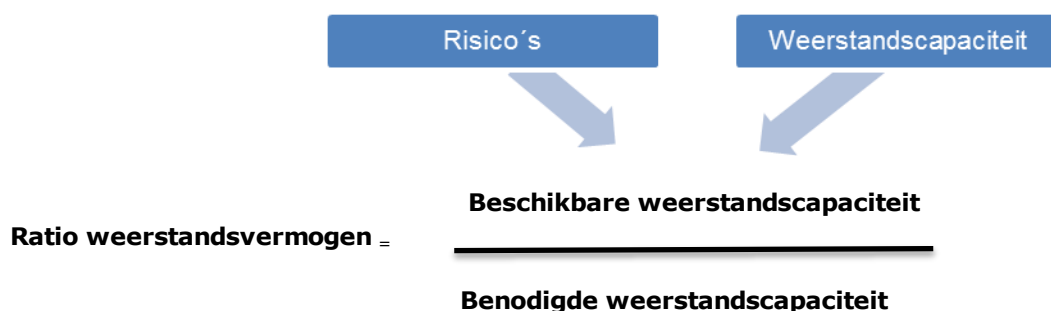 Risico´s
Weerstandscapaciteit
Beschikbare weerstandscapaciteit
Ratio weerstandsvermogen =
Benodigde weerstandscapaciteit